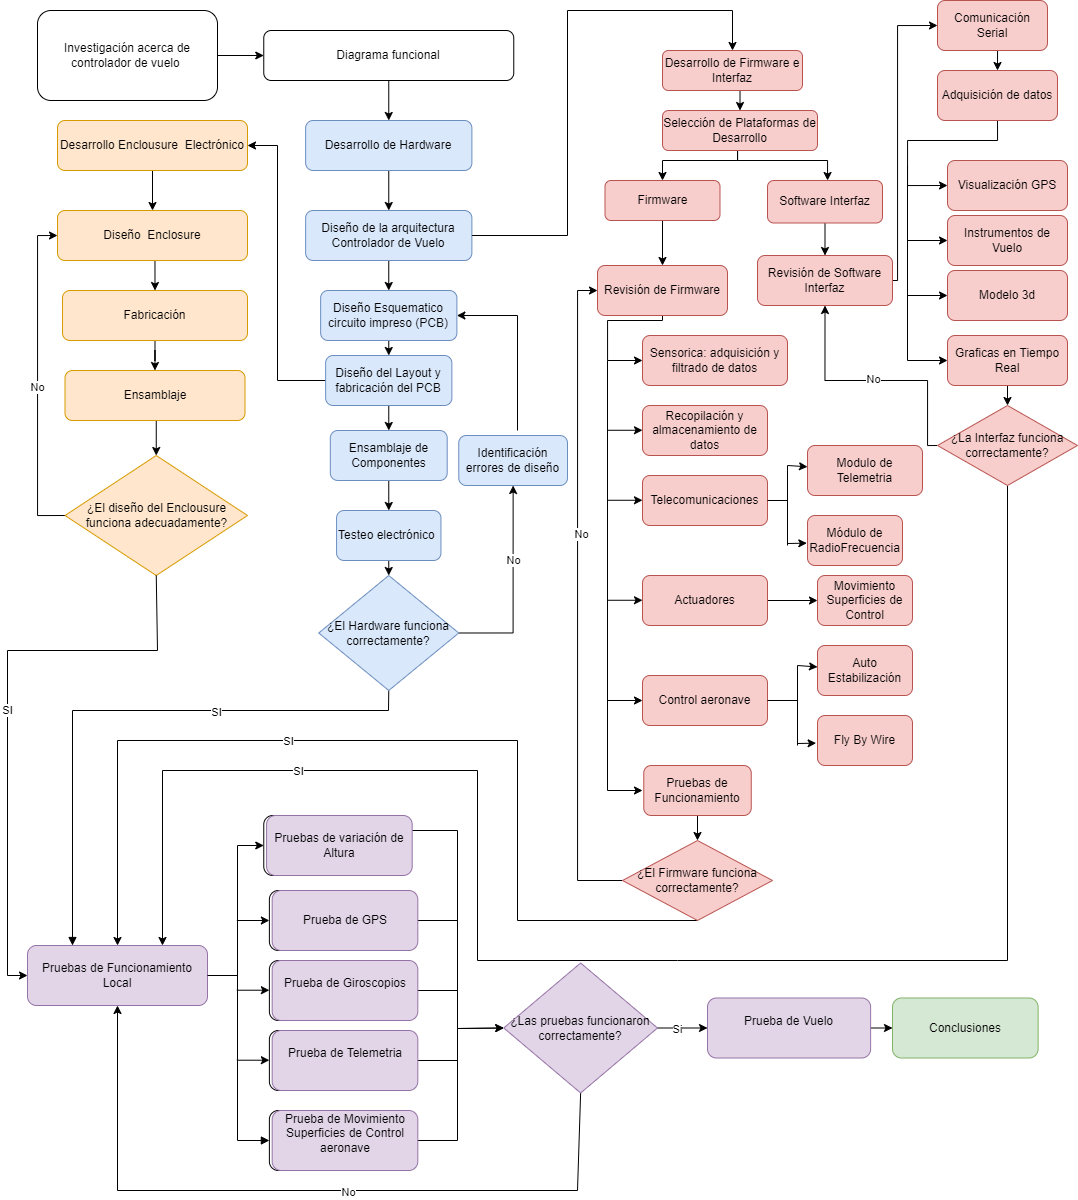 Investigación acerca de
controlador de vuelo
Diagrama funcional
Desarrollo de Hardware
Diseño de la arquitectura
Controlador de Vuelo
Diseño Esquematico
circuito impreso (PCB)
Diseño del Layout y
fabricación del PCB
Ensamblaje de
Componentes
Identificación
errores de diseño
Testeo electrónico
No
¿El Hardware funciona
correctamente?
SI
Desarrollo Enclousure  Electrónico
Diseño  Enclosure
Fabricación
No
Ensamblaje
¿El diseño del Enclousure
funciona adecuadamente?
SI
Desarrollo de Firmware e
Interfaz
Selección de Plataformas de
Desarrollo
Firmware
Software Interfaz
Revisión de Firmware
Revisión de Software
Interfaz
Sensorica: adquisición y
filtrado de datos
Recopilación y
almacenamiento de
datos
Telecomunicaciones
Modulo de
Telemetria
Módulo de
RadioFrecuencia
No
Actuadores
Movimiento
Superficies de
Control
Control aeronave
Auto
Estabilización
Fly By Wire
Pruebas de
Funcionamiento
¿El Firmware funciona
correctamente?
SI
Comunicación
Serial
Adquisición de datos
Visualización GPS
Instrumentos de
Vuelo
Modelo 3d
Graficas en Tiempo
Real
No
¿La Interfaz funciona
correctamente?
SI
Pruebas de Funcionamiento
Local
Pruebas de variación de
Altura
Prueba de GPS
Prueba de Giroscopios
Prueba de Telemetria
Prueba de Movimiento
Superficies de Control
aeronave
¿Las pruebas funcionaron
correctamente?
No
Si
Prueba de Vuelo
Conclusiones